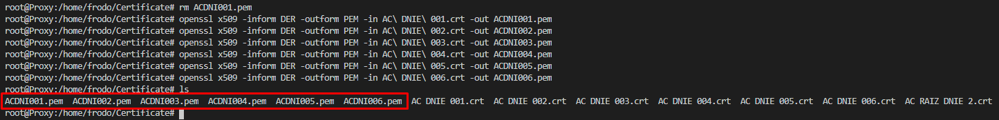 root@Proxy:/home/frodo/Certificate# rm ACDNI001.pem
root@Proxy:/home/frodo/Certificate# openssl x509 -inform DER -outform PEM -in AC\ DNIE\ 001.crt -out ACDNI001.pem
root@Proxy:/home/frodo/Certificate# openssl x509 -inform DER -outform PEM -in AC\ DNIE\ 002.crt -out ACDNI002.pem
root@Proxy:/home/frodo/Certificate# openssl x509 -inform DER -outform PEM -in AC\ DNIE\ 003.crt -out ACDNI003.pem
root@Proxy:/home/frodo/Certificate# openssl x509 -inform DER -outform PEM -in AC\ DNIE\ 004.crt -out ACDNI004.pem
root@Proxy:/home/frodo/Certificate# openssl x509 -inform DER -outform PEM -in AC\ DNIE\ 005.crt -out ACDNI005.pem
root@Proxy:/home/frodo/Certificate# openssl x509 -inform DER -outform PEM -in AC\ DNIE\ 006.crt -out ACDNI006.pem
root@Proxy:/home/frodo/Certificate# ls
ACDNI001.pem  ACDNI002.pem  ACDNI003.pem  ACDNI004.pem  ACDNI005.pem  ACDNI006.pem  AC DNIE 001.crt  AC DNIE 002.crt  AC DNIE 003.crt  AC DNIE 004.crt  AC DNIE 005.crt  AC DNIE 006.crt  AC RAIZ DNIE 2.crt
root@Proxy:/home/frodo/Certificate#